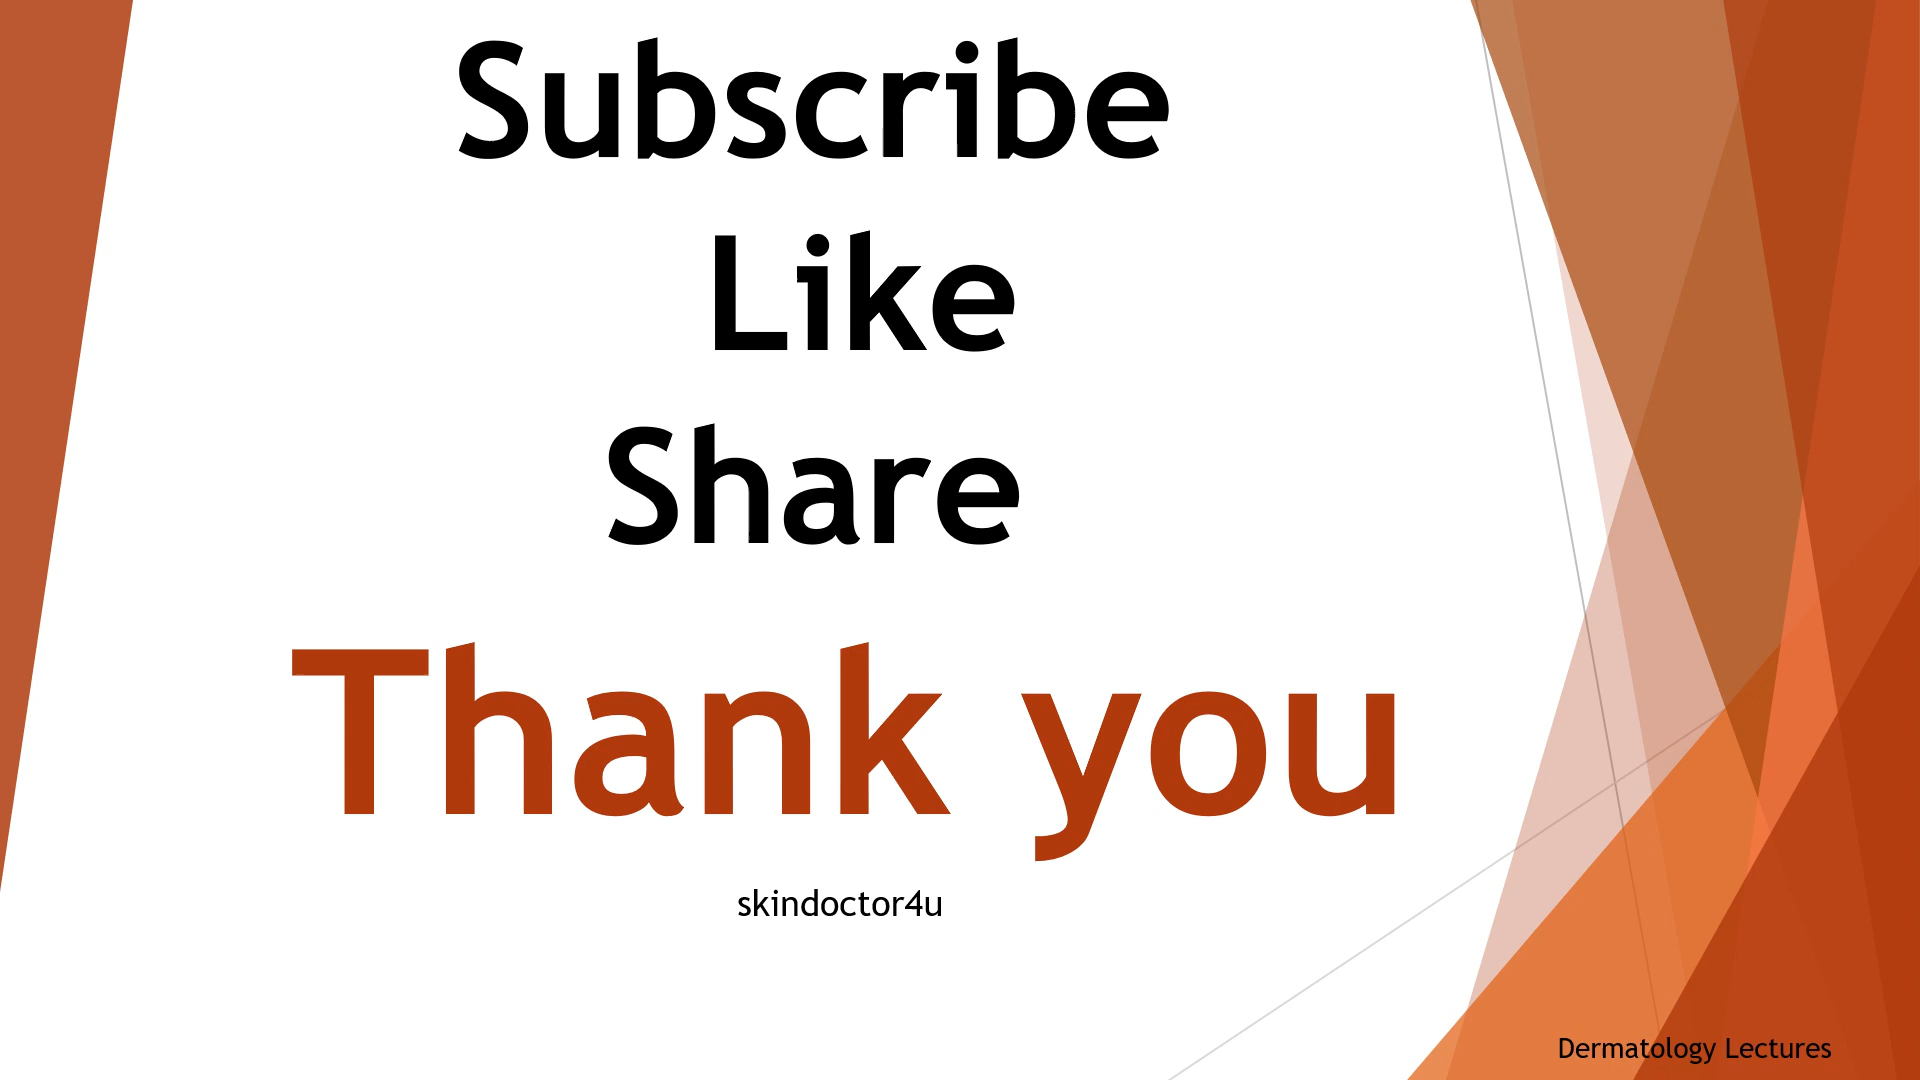 Subscribe
Like
Share
Thank you
skindoctor4u
Dermatology Lectures